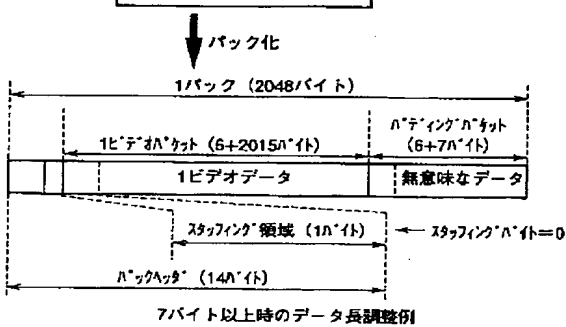 パック化
1パック (2048バイト)
1ビデオパケット (6+2015バイト)
パディングパケット
(6+7バイト)
1ビデオデータ
無意味なデータ
スタッフィング領域 (1バイト)
スタッフィングバイト=0
パックヘッダ (14バイト)
7バイト以上時のデータ長調整例